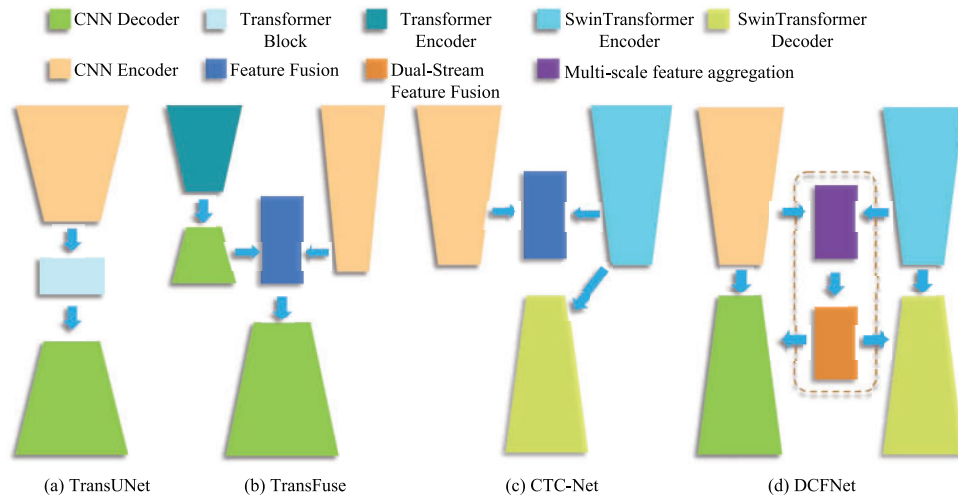 CNN Decoder
Transformer
Block
Transformer
Encoder
SwinTransformer
Encoder
SwinTransformer
Decoder
CNN Encoder
Feature Fusion
Dual-Stream
Feature Fusion
Multi-scale feature aggregation
(a) TransUNet
(b) TransFuse
(c) CTC-Net
(d) DCFNet